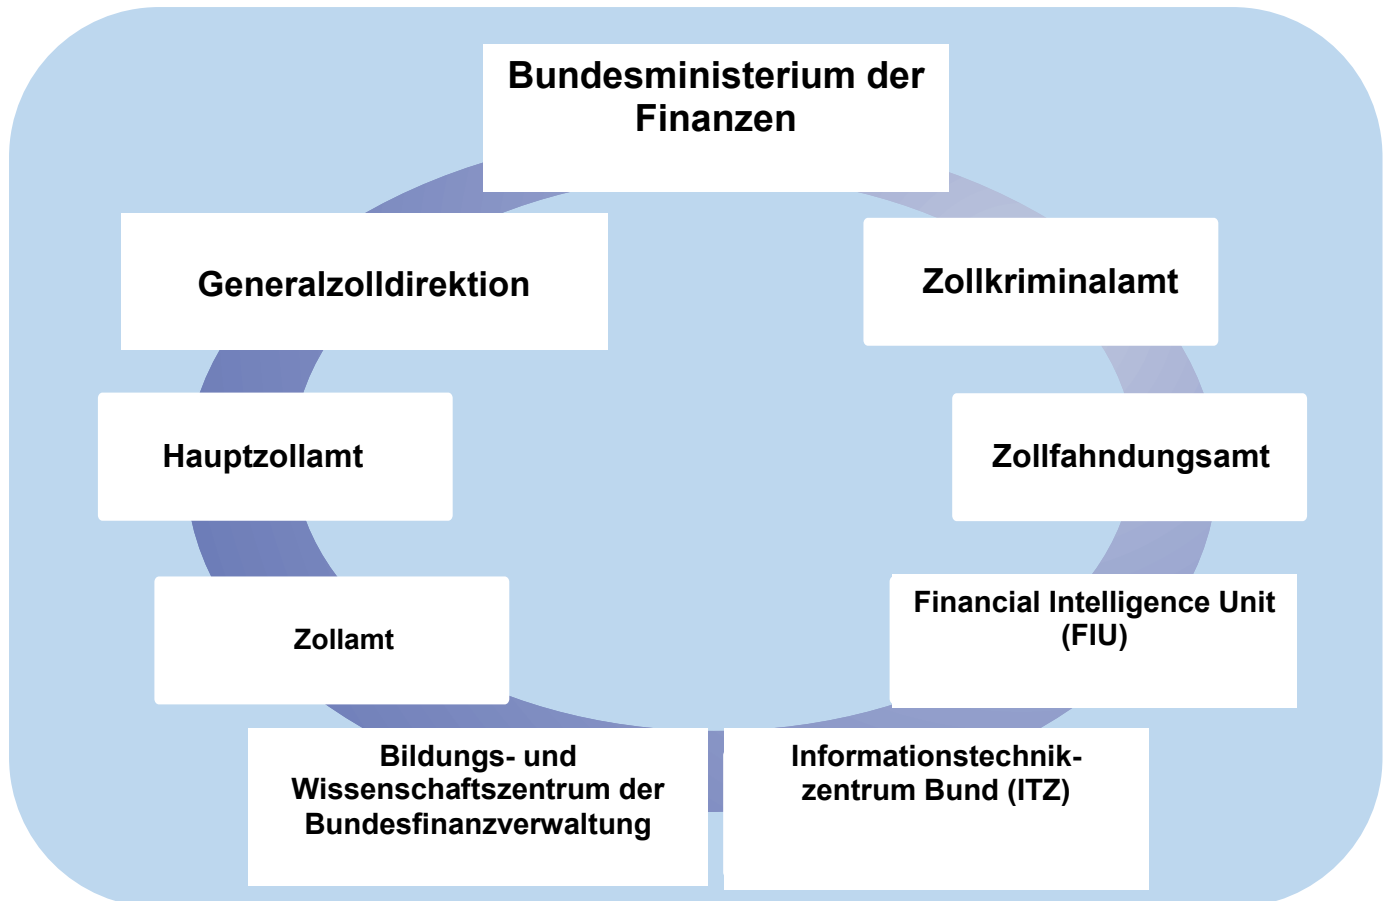 Bundesministerium der
Finanzen
Generalzolldirektion
Zollkriminalamt
Hauptzollamt
Zollfahndungsamt
Zollamt
Financial Intelligence Unit
(FIU)
Bildungs- und
Wissenschaftszentrum der
Bundesfinanzverwaltung
Informationstechnik-
zentrum Bund (ITZ)